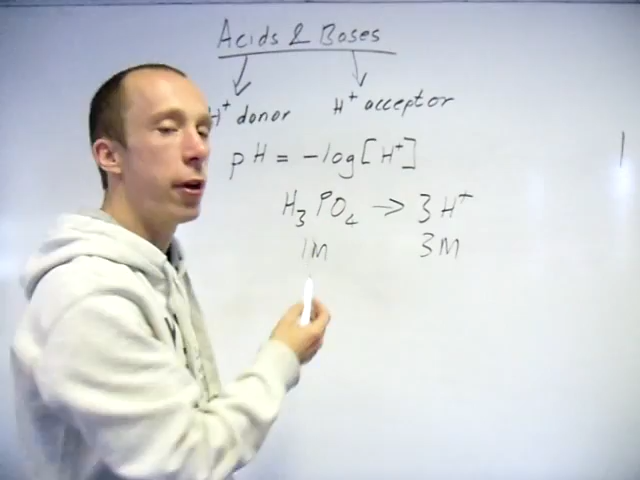 Acids & Bases
H+ donor H+ acceptor
pH = -log[H+]
H3PO4 → 3H+
1M 3M